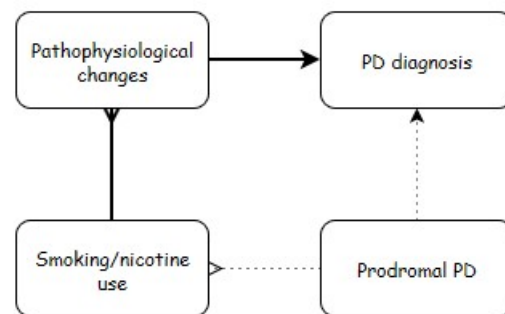 Pathophysiological
changes
PD diagnosis
Smoking/nicotine
use
Prodromal PD